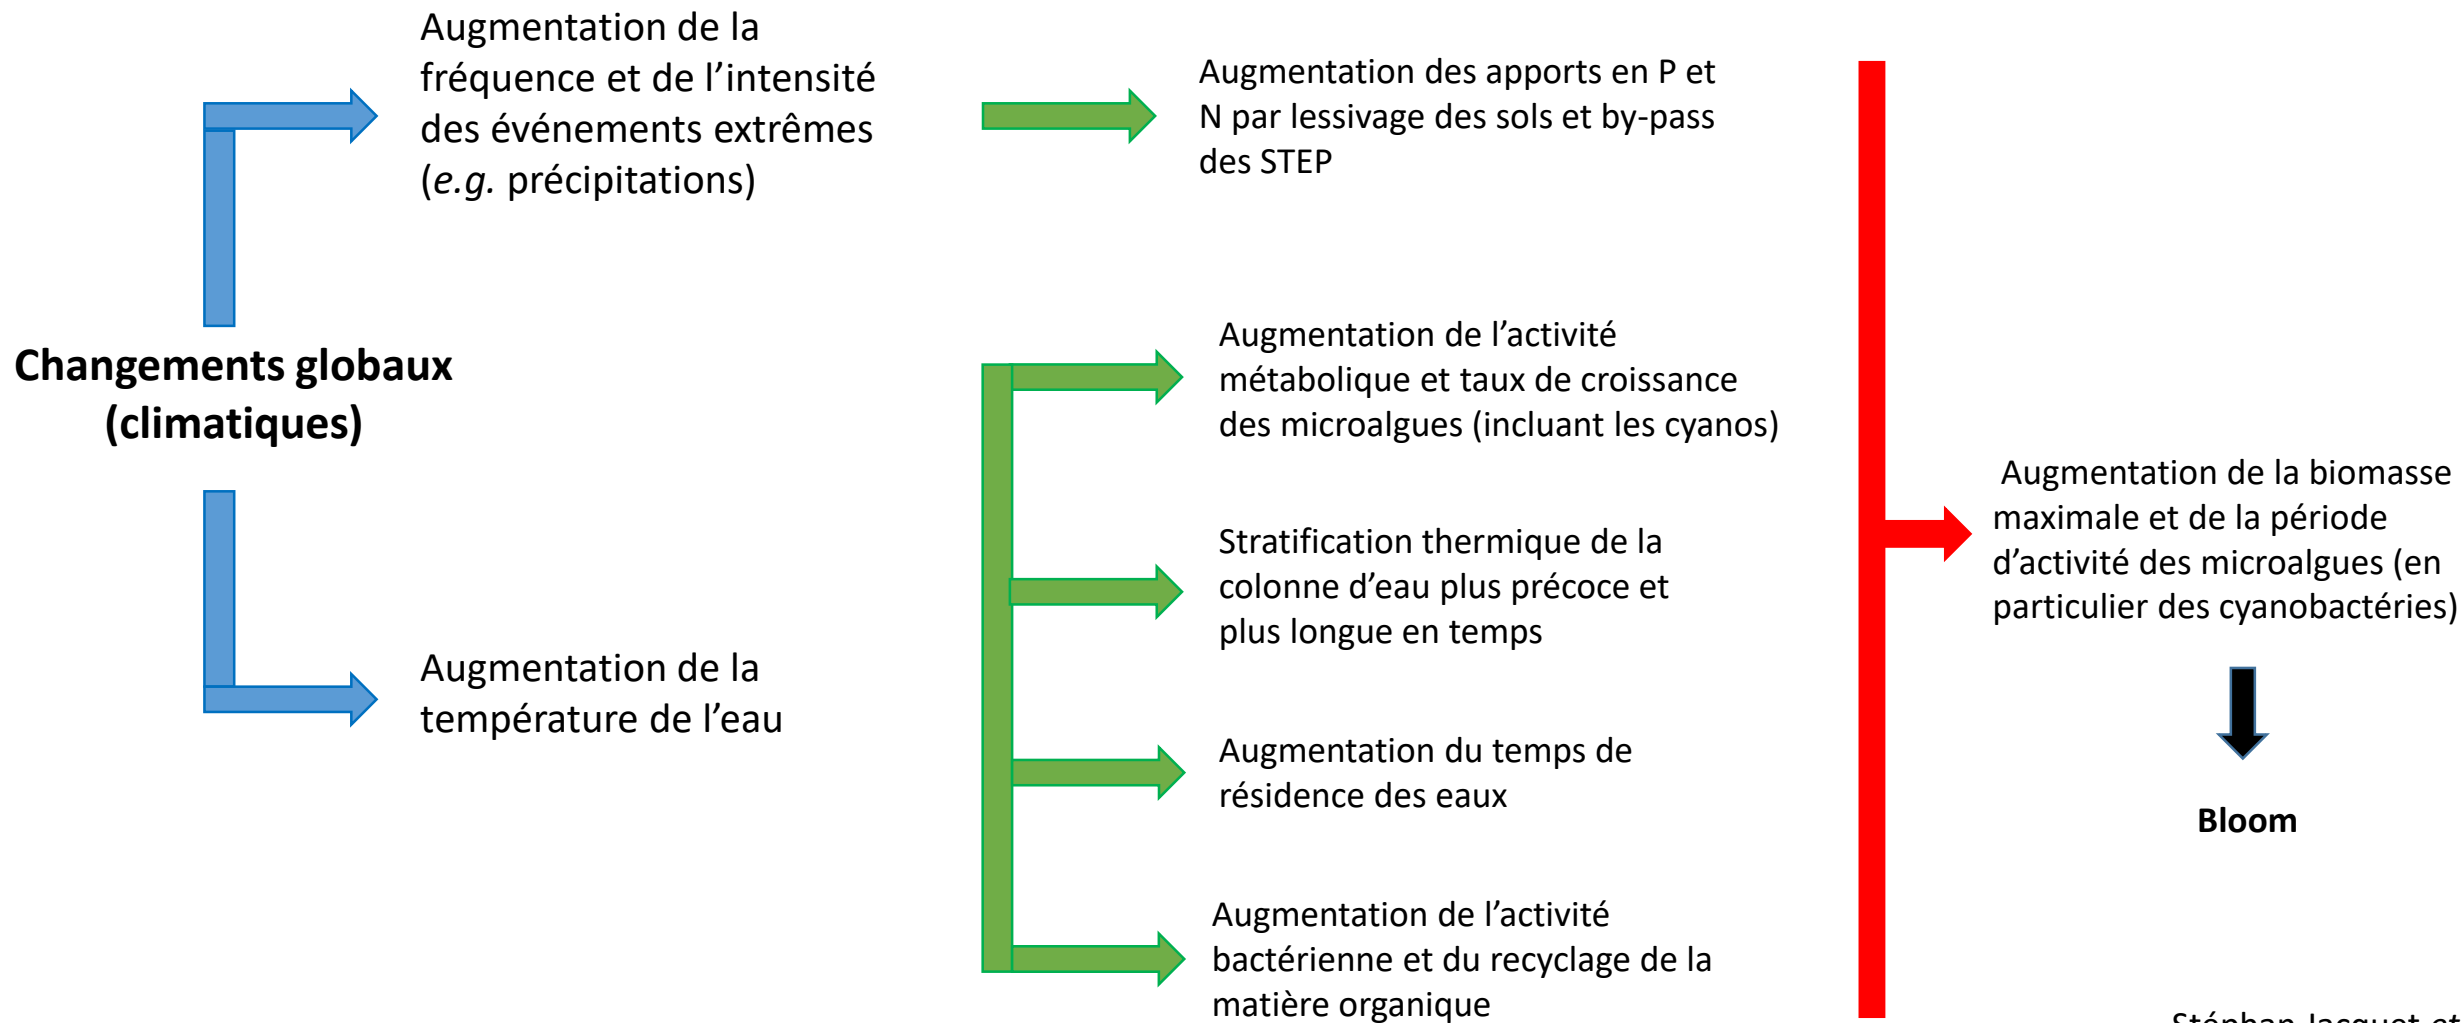 Augmentation de la
fréquence et de l’intensité
des événements extrêmes
(e.g. précipitations)
Augmentation des apports en P et
N par lessivage des sols et by-pass
des STEP
Changements globaux
(climatiques)
Augmentation de l’activité
métabolique et taux de croissance
des microalgues (incluant les cyanos)
Stratification thermique de la
colonne d’eau plus précoce et
plus longue en temps
Augmentation de la
température de l’eau
Augmentation du temps de
résidence des eaux
Augmentation de l’activité
bactérienne et du recyclage de la
matière organique
Augmentation de la biomasse
maximale et de la période
d’activité des microalgues (en
particulier des cyanobactéries)
Bloom
Stéphan Jacquet et